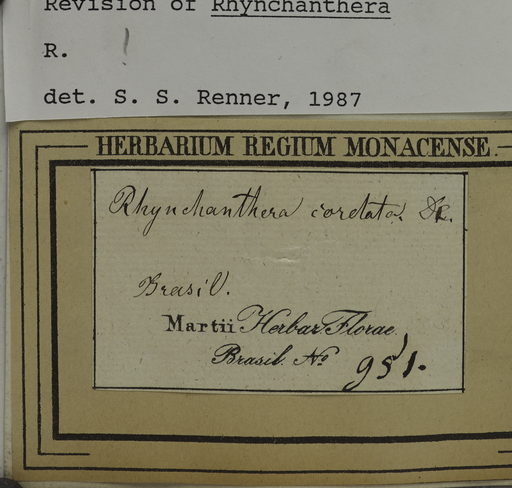 Revision of Rhynchanthera
R.
det. S. S. Renner, 1987
HERBARIUM REGIUM MONACENSE.
Rhynchanthera cordata. DC.
Brasil.
Martii Herbar. Florae
Brasil. No 951.